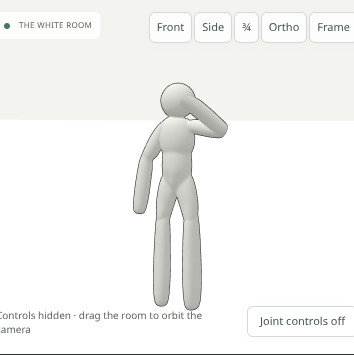 THE WHITE ROOM
Front Side ¾ Ortho Frame
Controls hidden · drag the room to orbit the
camera
Joint controls off